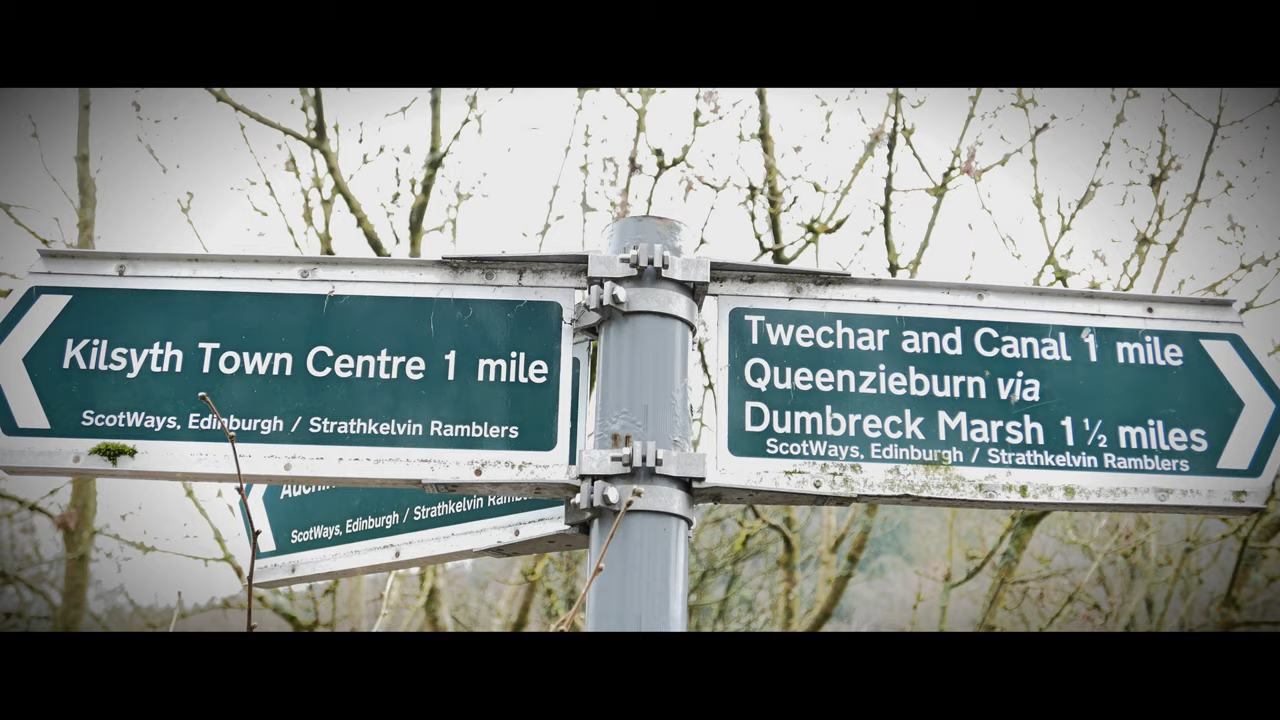 Kilsyth Town Centre 1 mile
ScotWays, Edinburgh / Strathkelvin Ramblers
Twechar and Canal 1 mile
Queenzieburn via
Dumbreck Marsh 1½ miles
ScotWays, Edinburgh / Strathkelvin Ramblers
ScotWays, Edinburgh / Strathkelvin